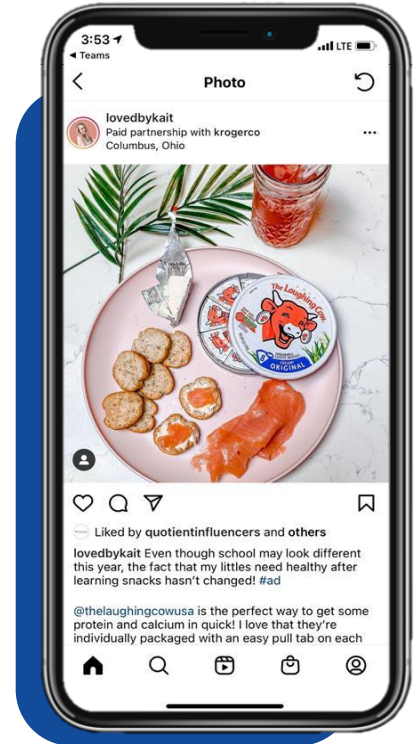 3:53
LTE
◀ Teams
Photo
lovedbykait
Paid partnership with krogerco
Columbus, Ohio
The Laughing Cow
CREAMY
ORIGINAL
Liked by quotientinfluencers and others
lovedbykait Even though school may look different
this year, the fact that my littles need healthy after
learning snacks hasn't changed! #ad
@thelaughingcowusa is the perfect way to get some
protein and calcium in quick! I love that they're
individually packaged with an easy pull tab on each